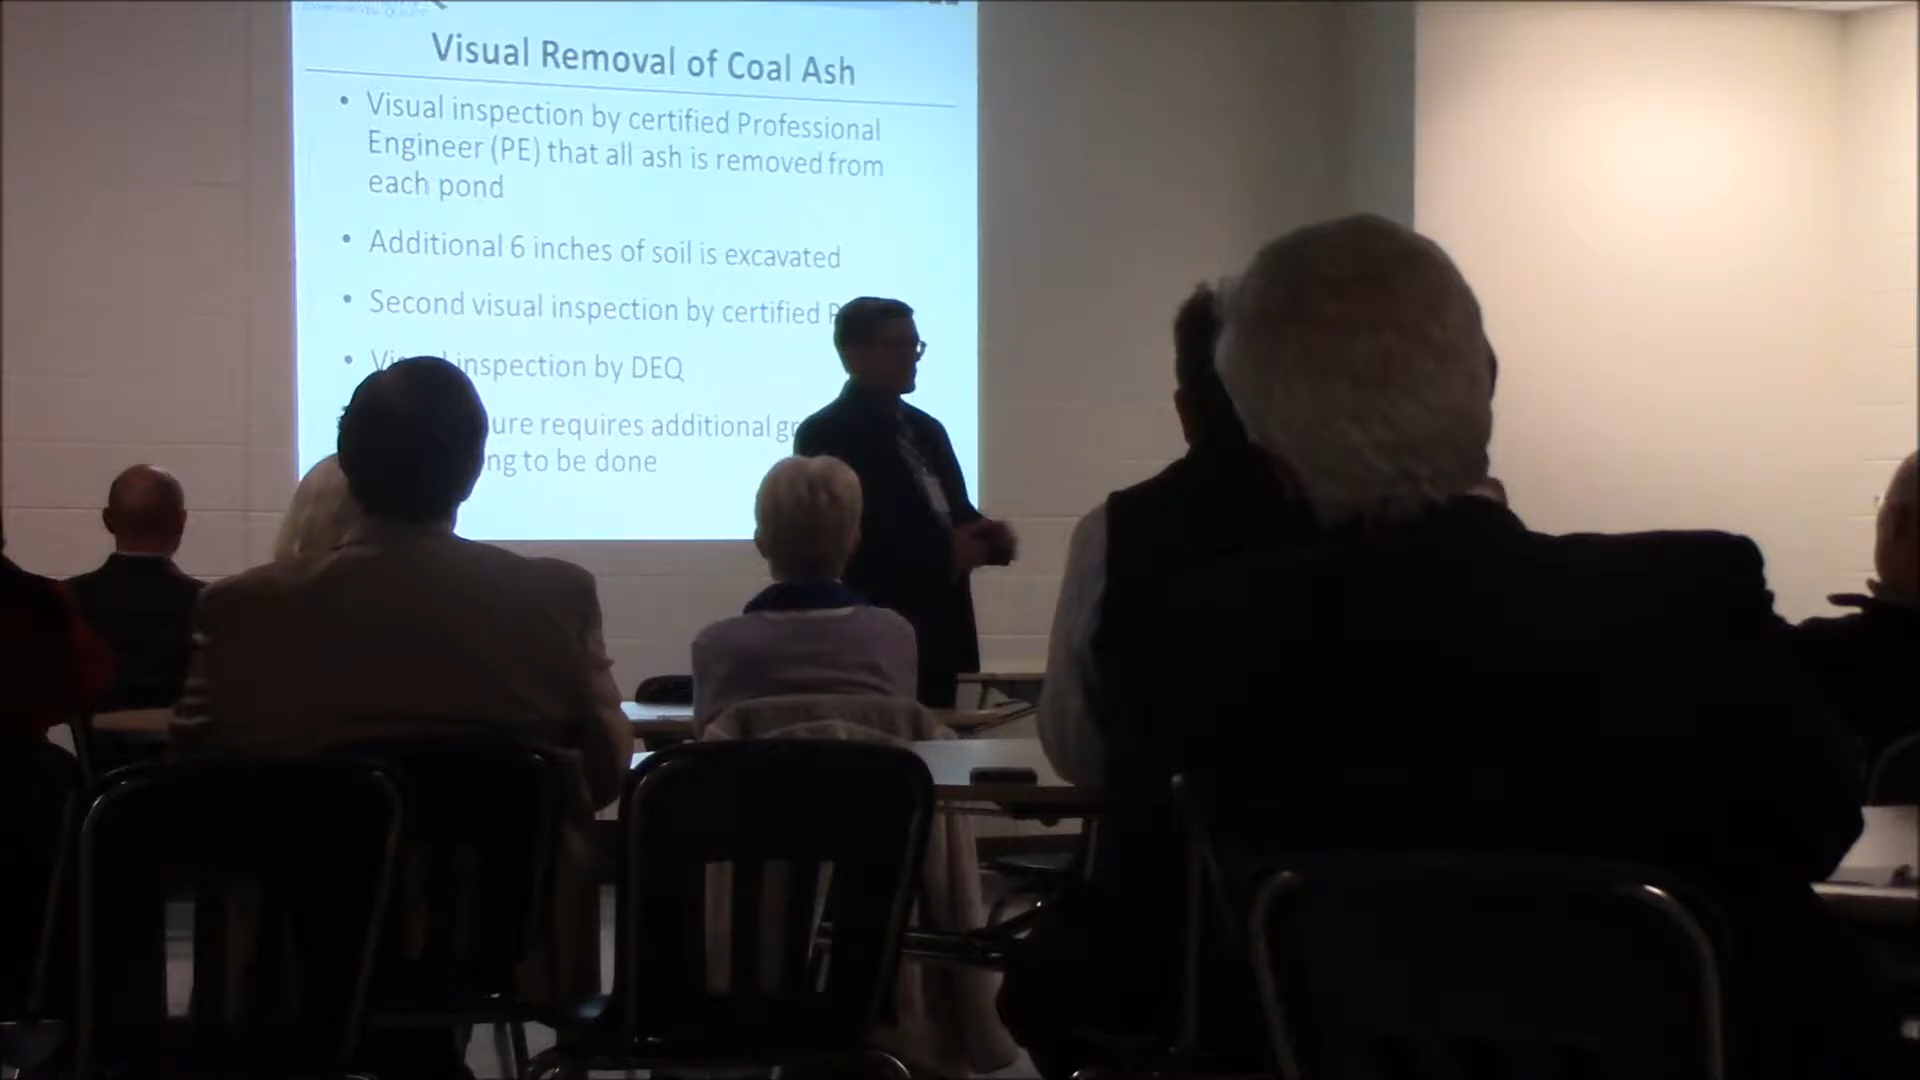 Visual Removal of Coal Ash
• Visual inspection by certified Professional
Engineer (PE) that all ash is removed from
each pond
• Additional 6 inches of soil is excavated
• Second visual inspection by certified
• inspection by DEQ
requires additional
to be done